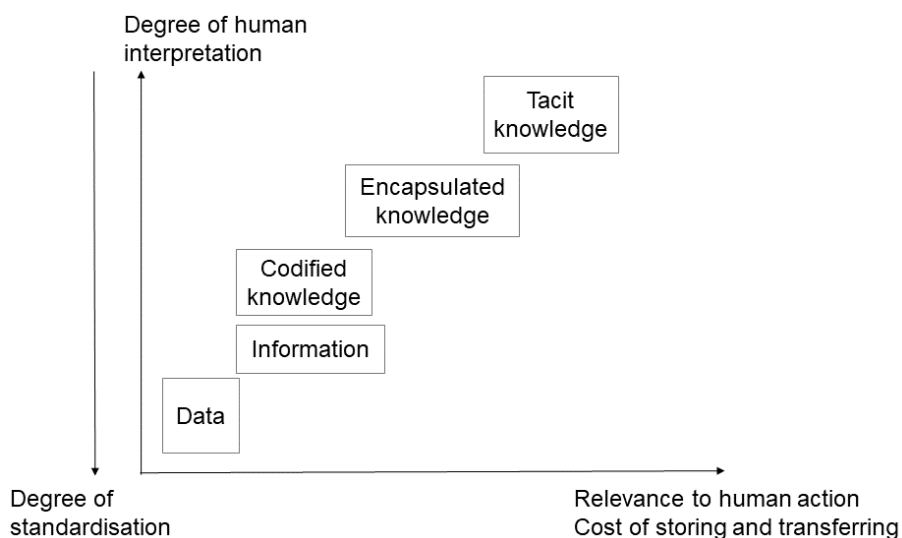 Degree of human
interpretation
Tacit
knowledge
Encapsulated
knowledge
Codified
knowledge
Information
Data
Degree of
standardisation
Relevance to human action
Cost of storing and transferring